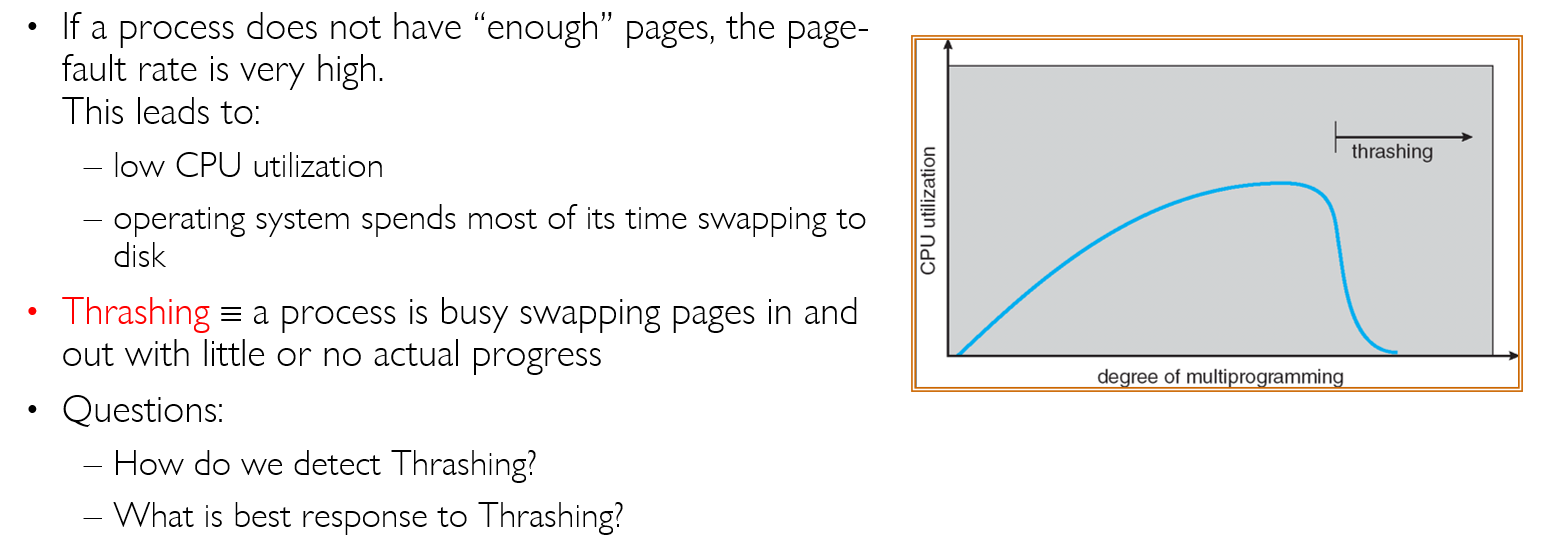 • If a process does not have “enough” pages, the page-
fault rate is very high.
This leads to:
– low CPU utilization
– operating system spends most of its time swapping to
disk
• Thrashing ≡ a process is busy swapping pages in and
out with little or no actual progress
• Questions:
– How do we detect Thrashing?
– What is best response to Thrashing?
thrashing
CPU utilization
degree of multiprogramming